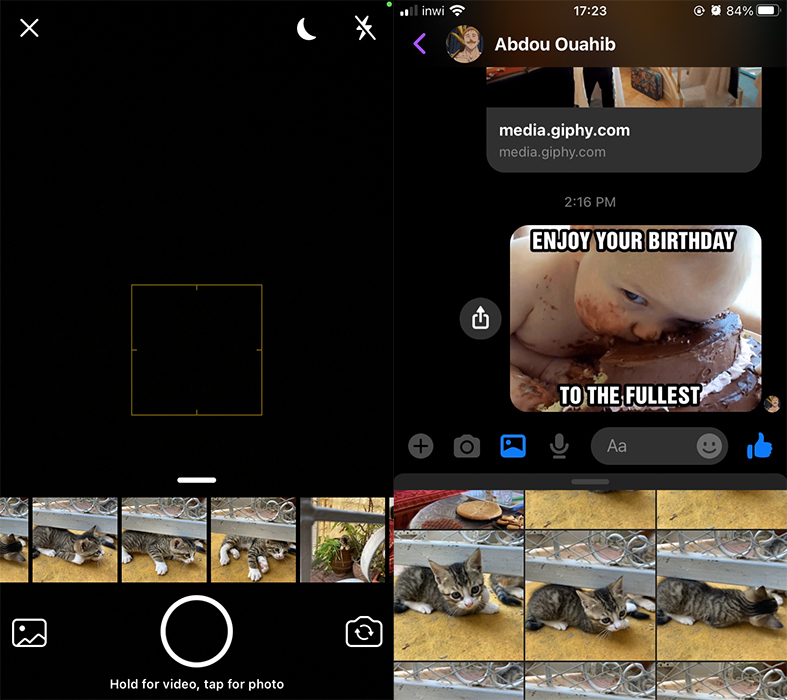 Hold for video, tap for photo
inwi 17:23 84%
Abdou Ouahib
media.giphy.com
media.giphy.com
2:16 PM
ENJOY YOUR BIRTHDAY
TO THE FULLEST
Aa